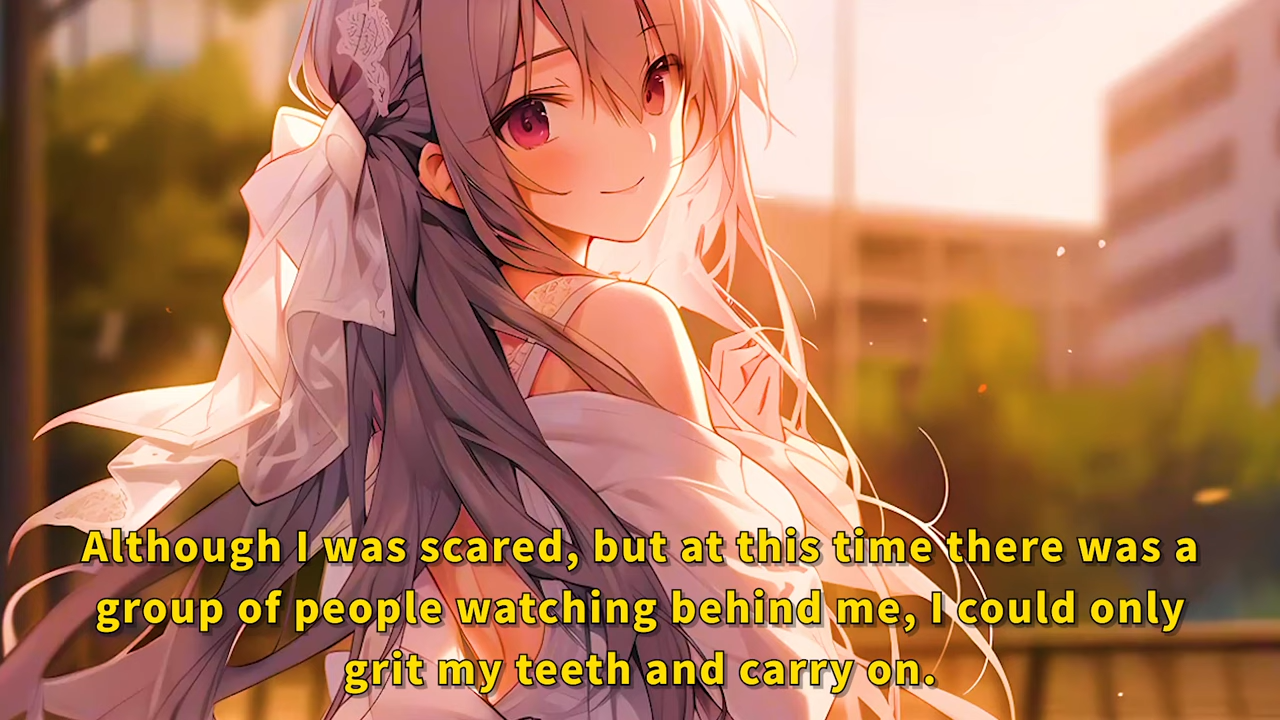 Although I was scared, but at this time there was a
group of people watching behind me, I could only
grit my teeth and carry on.